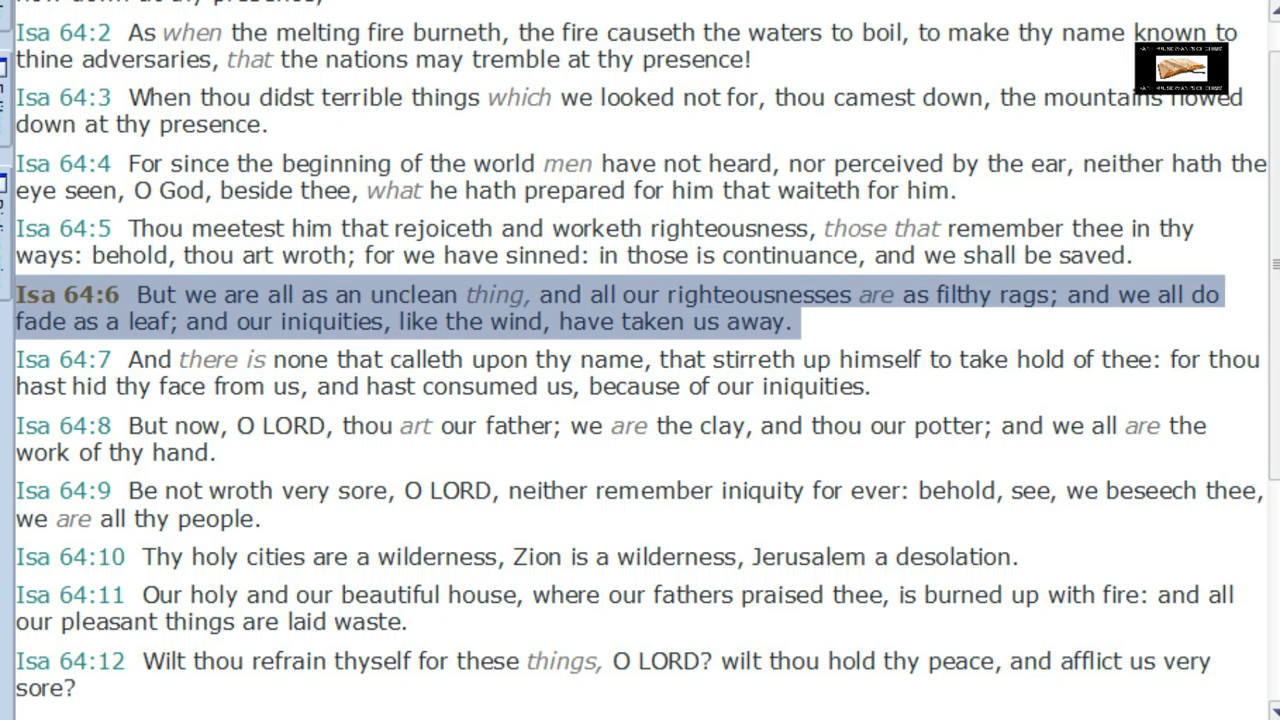 Isa 64:2 As when the melting fire burneth, the fire causeth the waters to boil, to make thy name known to
thine adversaries, that the nations may tremble at thy presence!
Isa 64:3 When thou didst terrible things which we looked not for, thou camest down, the mountains flowed
down at thy presence.
Isa 64:4 For since the beginning of the world men have not heard, nor perceived by the ear, neither hath the
eye seen, O God, beside thee, what he hath prepared for him that waiteth for him.
Isa 64:5 Thou meetest him that rejoiceth and worketh righteousness, those that remember thee in thy
ways: behold, thou art wroth; for we have sinned: in those is continuance, and we shall be saved.
Isa 64:6 But we are all as an unclean thing, and all our righteousnesses are as filthy rags; and we all do
fade as a leaf; and our iniquities, like the wind, have taken us away.
Isa 64:7 And there is none that calleth upon thy name, that stirreth up himself to take hold of thee: for thou
hast hid thy face from us, and hast consumed us, because of our iniquities.
Isa 64:8 But now, O LORD, thou art our father; we are the clay, and thou our potter; and we all are the
work of thy hand.
Isa 64:9 Be not wroth very sore, O LORD, neither remember iniquity for ever: behold, see, we beseech thee,
we are all thy people.
Isa 64:10 Thy holy cities are a wilderness, Zion is a wilderness, Jerusalem a desolation.
Isa 64:11 Our holy and our beautiful house, where our fathers praised thee, is burned up with fire: and all
our pleasant things are laid waste.
Isa 64:12 Wilt thou refrain thyself for these things, O LORD? wilt thou hold thy peace, and afflict us very
sore?